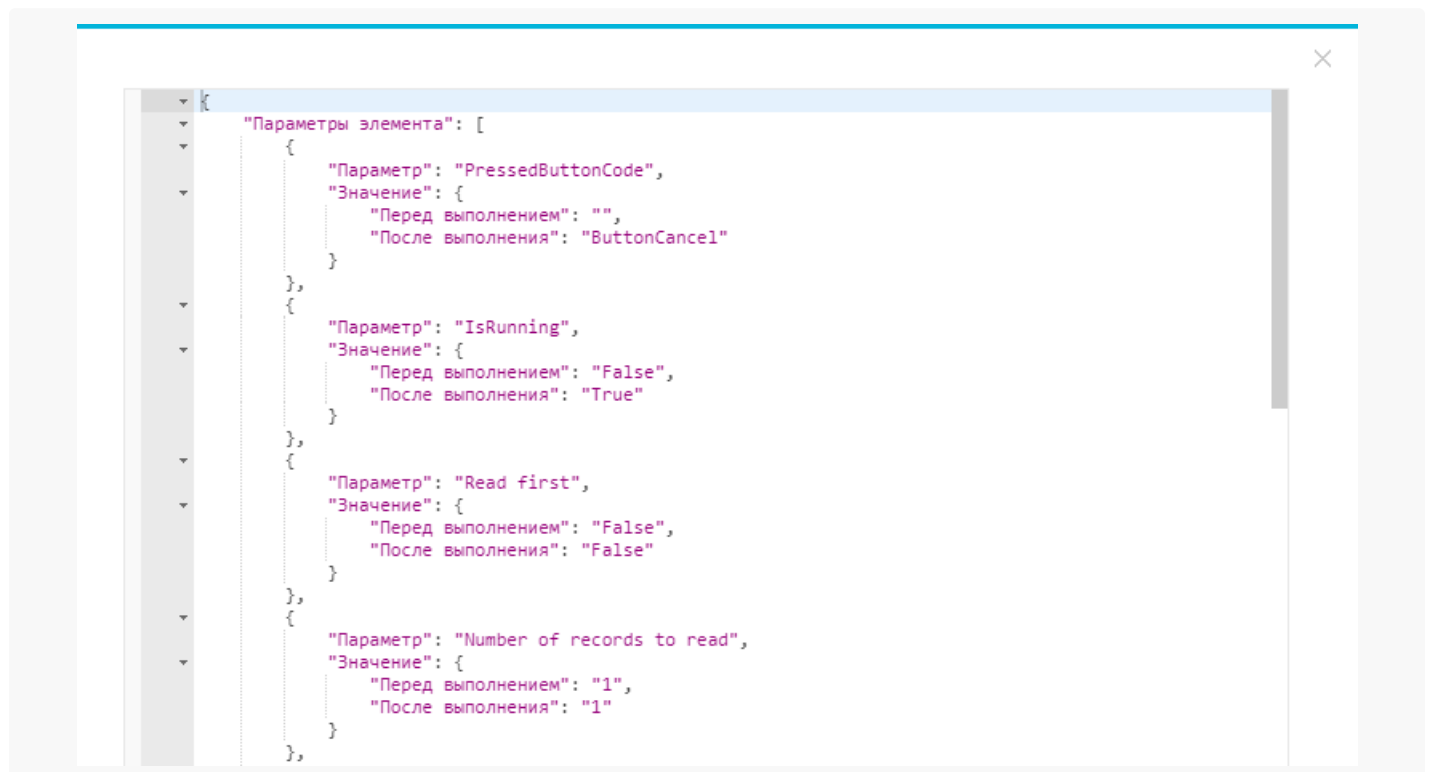 {
"Параметры элемента": [
{
"Параметр": "PressedButtonCode",
"Значение": {
"Перед выполнением": "",
"После выполнения": "ButtonCancel"
}
},
{
"Параметр": "IsRunning",
"Значение": {
"Перед выполнением": "False",
"После выполнения": "True"
}
},
{
"Параметр": "Read first",
"Значение": {
"Перед выполнением": "False",
"После выполнения": "False"
}
},
{
"Параметр": "Number of records to read",
"Значение": {
"Перед выполнением": "1",
"После выполнения": "1"
}
},